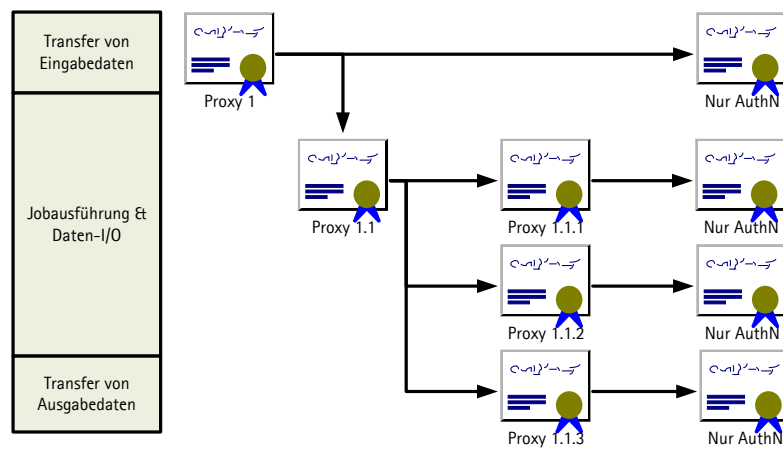 Transfer von
Eingabedaten
Proxy 1
Nur AuthN
Jobausführung &
Daten-I/O
Proxy 1.1
Proxy 1.1.1
Nur AuthN
Proxy 1.1.2
Nur AuthN
Transfer von
Ausgabedaten
Proxy 1.1.3
Nur AuthN